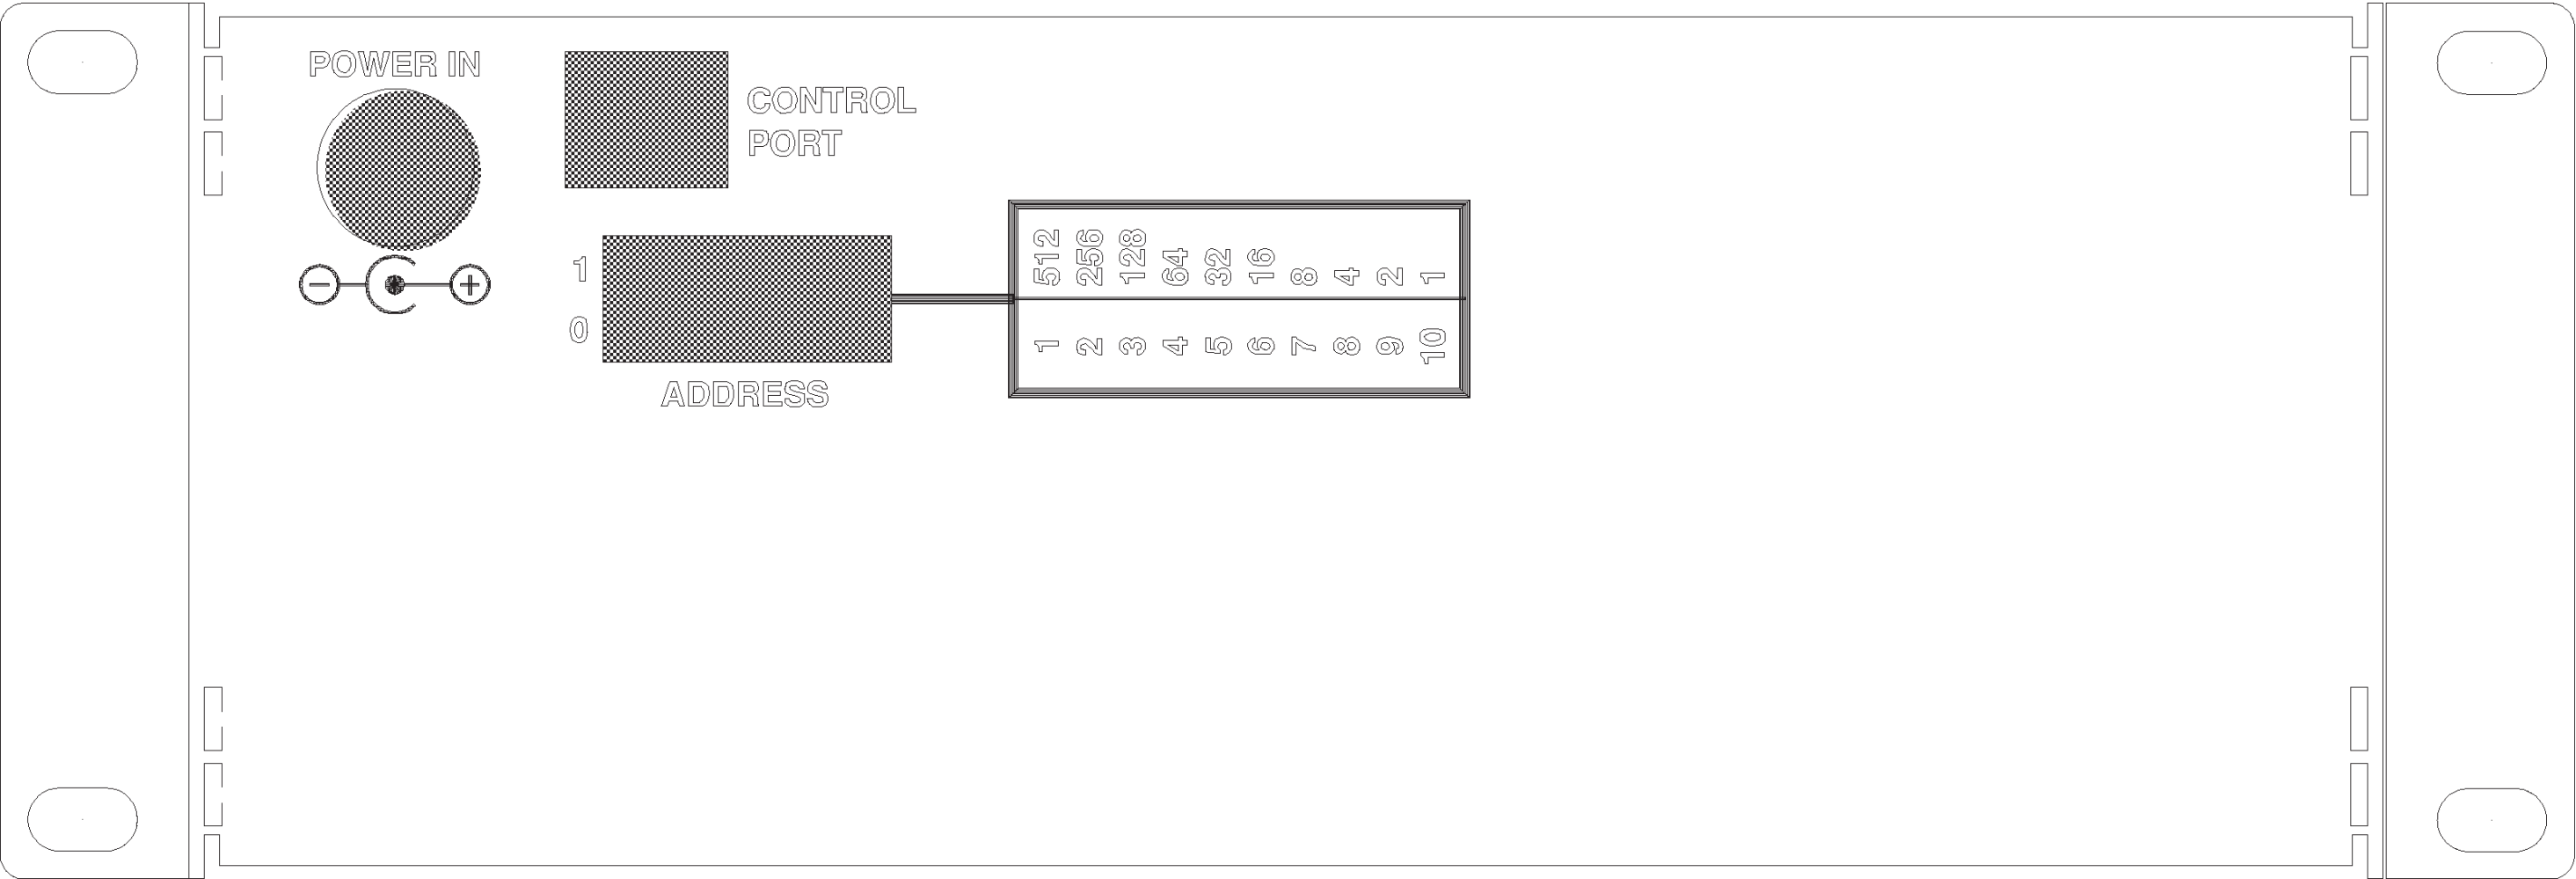 POWER IN
CONTROL
PORT
1
0
ADDRESS
512 256 128 64 32 16 8 4 2 1
1 2 3 4 5 6 7 8 9 10